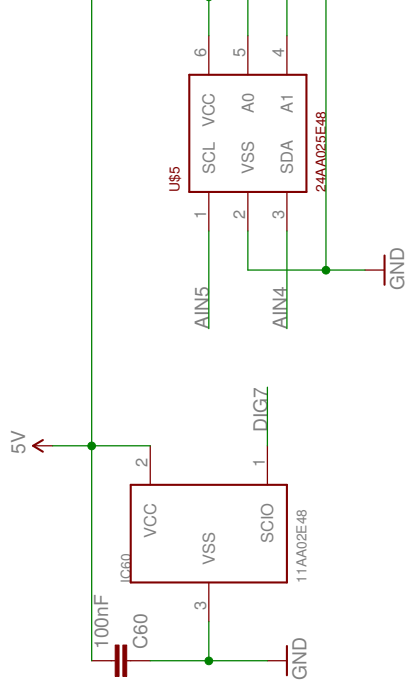 5V
100nF
C60
IC60
VCC
VSS
SCIO
11AA02E48
2
3
1
DIG7
GND
U$5
SCL
VCC
VSS
A0
SDA
A1
24AA025E48
1
2
3
6
5
4
AIN5
AIN4
GND